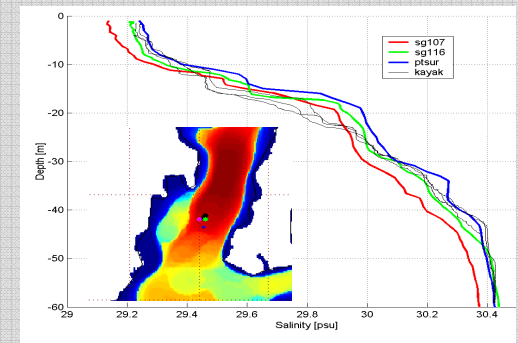 0
-10
-20
-30
-40
-50
-60
Depth [m]
sg107
sg116
ptsur
kayak
29 29.2 29.4 29.6 29.8 30 30.2 30.4
Salinity [psu]